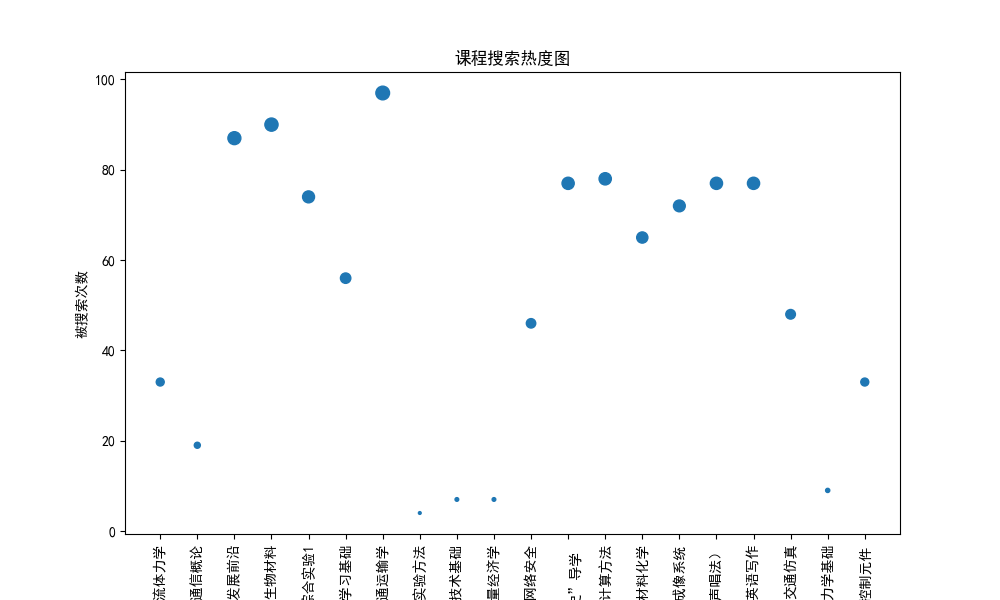 课程搜索热度图
被搜索次数
100
80
60
40
20
0
流体力学
通信概论
发展前沿
生物材料
综合实验1
学习基础
通运输学
实验方法
技术基础
量经济学
网络安全
”导学
计算方法
材料化学
成像系统
声唱法）
英语写作
交通仿真
力学基础
控制元件